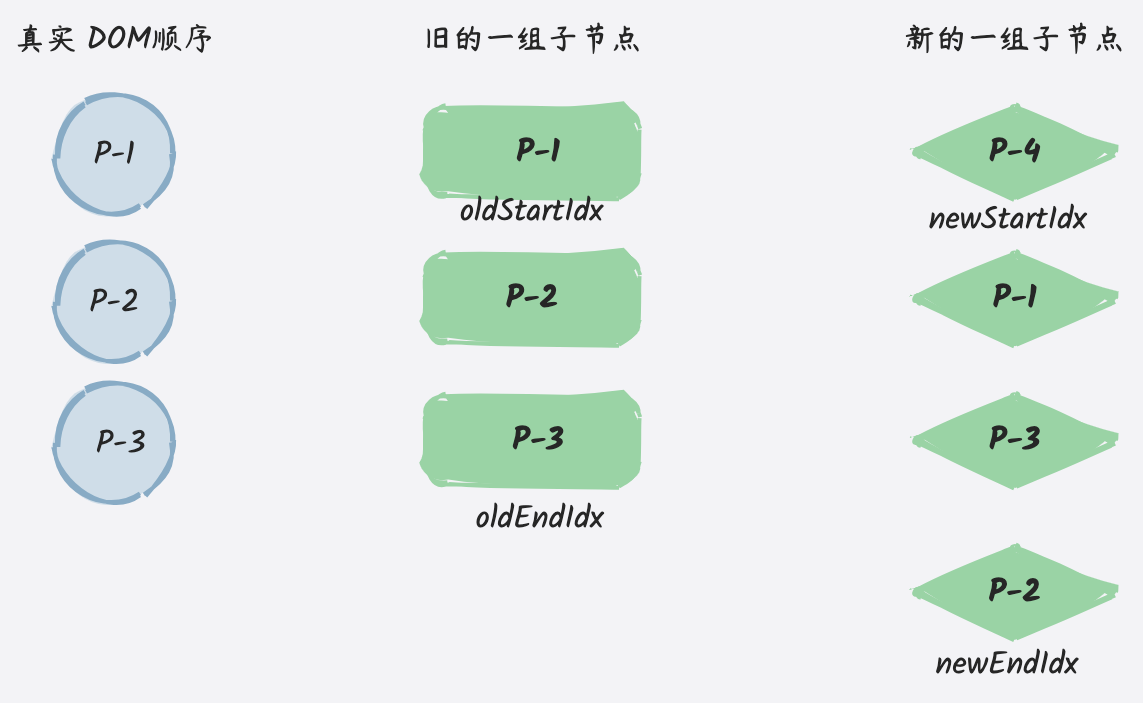 真实 DOM顺序
旧的一组子节点
新的一组子节点
P-1
P-1
P-4
oldStartIdx
newStartIdx
P-2
P-2
P-1
P-3
P-3
P-3
oldEndIdx
P-2
newEndIdx